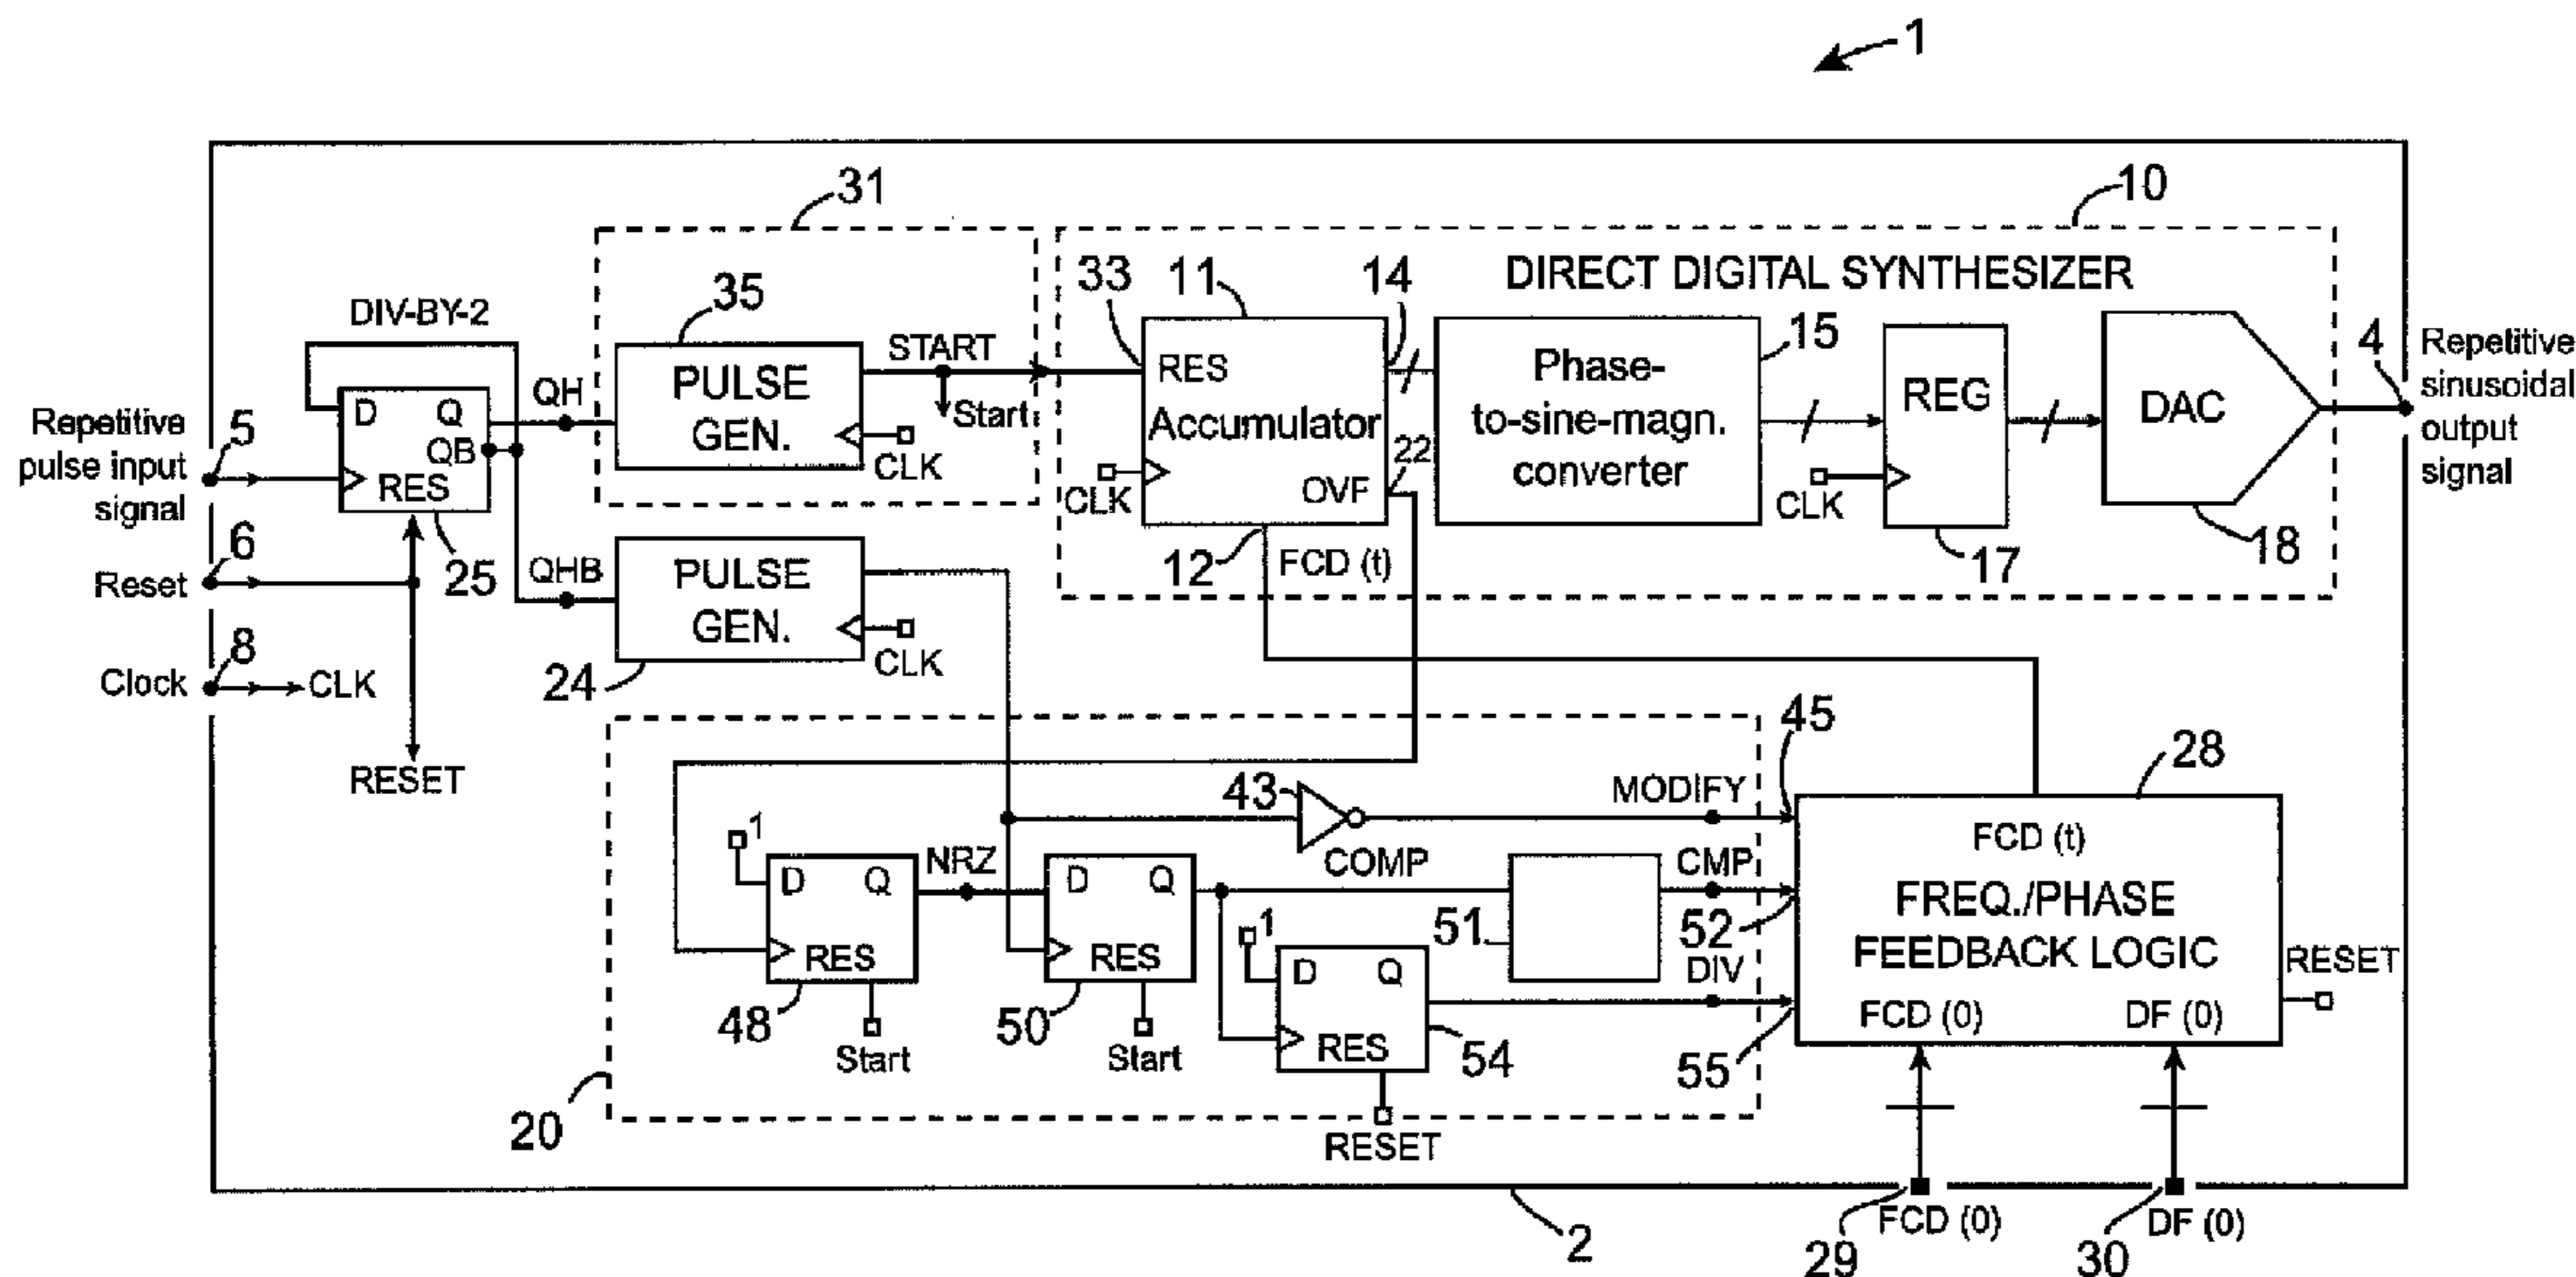 1
31
10
33
11
14
DIRECT DIGITAL SYNTHESIZER
35
15
4
DIV-BY-2
QH
PULSE
GEN.
CLK
START
Start
RES
Accumulator
OVF
CLK
22
Phase-
to-sine-magn.
converter
REG
CLK
DAC
Repetitive
sinusoidal
output
signal
Repetitive
pulse input
signal
5
D
Q
QB
RES
6
Reset
25
QHB
PULSE
GEN.
CLK
12
FCD (t)
17
18
8
Clock
CLK
24
RESET
45
28
43
MODIFY
1
NRZ
COMP
CMP
D
Q
RES
D
Q
RES
51
52
FCD (t)
FREQ./PHASE
FEEDBACK LOGIC
FCD (0)
DF (0)
RESET
1
D
Q
RES
DIV
48
Start
50
Start
54
55
20
RESET
2
29
FCD (0)
30
DF (0)